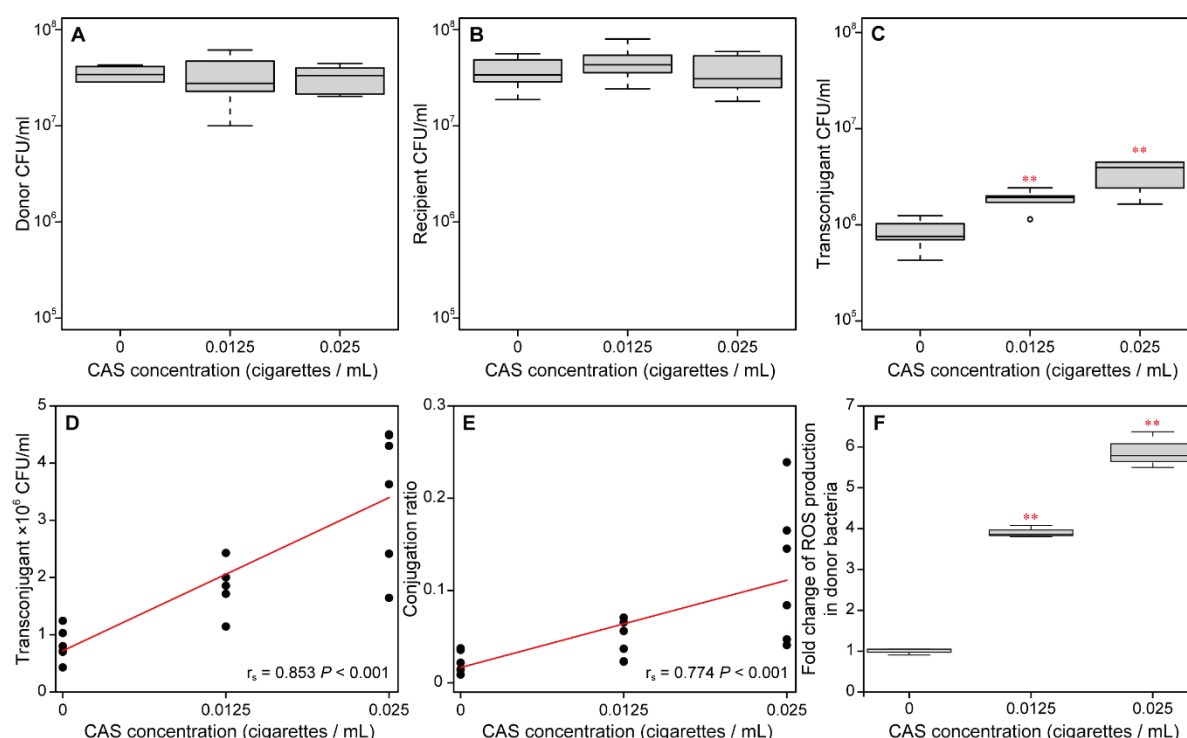 A
Donor CFU/ml
10⁸
10⁷
10⁶
10⁵
0
0.0125
0.025
CAS concentration (cigarettes / mL)
B
Recipient CFU/ml
10⁸
10⁷
10⁶
10⁵
0
0.0125
0.025
CAS concentration (cigarettes / mL)
C
Transconjugant CFU/ml
10⁸
10⁷
10⁶
10⁵
**
**
0
0.0125
0.025
CAS concentration (cigarettes / mL)
D
Transconjugant ×10⁶ CFU/ml
5
4
3
2
1
0
rs = 0.853 P < 0.001
0
0.0125
0.025
CAS concentration (cigarettes / mL)
E
Conjugation ratio
0.3
0.2
0.1
0
rs = 0.774 P < 0.001
0
0.0125
0.025
CAS concentration (cigarettes / mL)
F
Fold change of ROS production
in donor bacteria
7
6
5
4
3
2
1
0
**
**
0
0.0125
0.025
CAS concentration (cigarettes / mL)